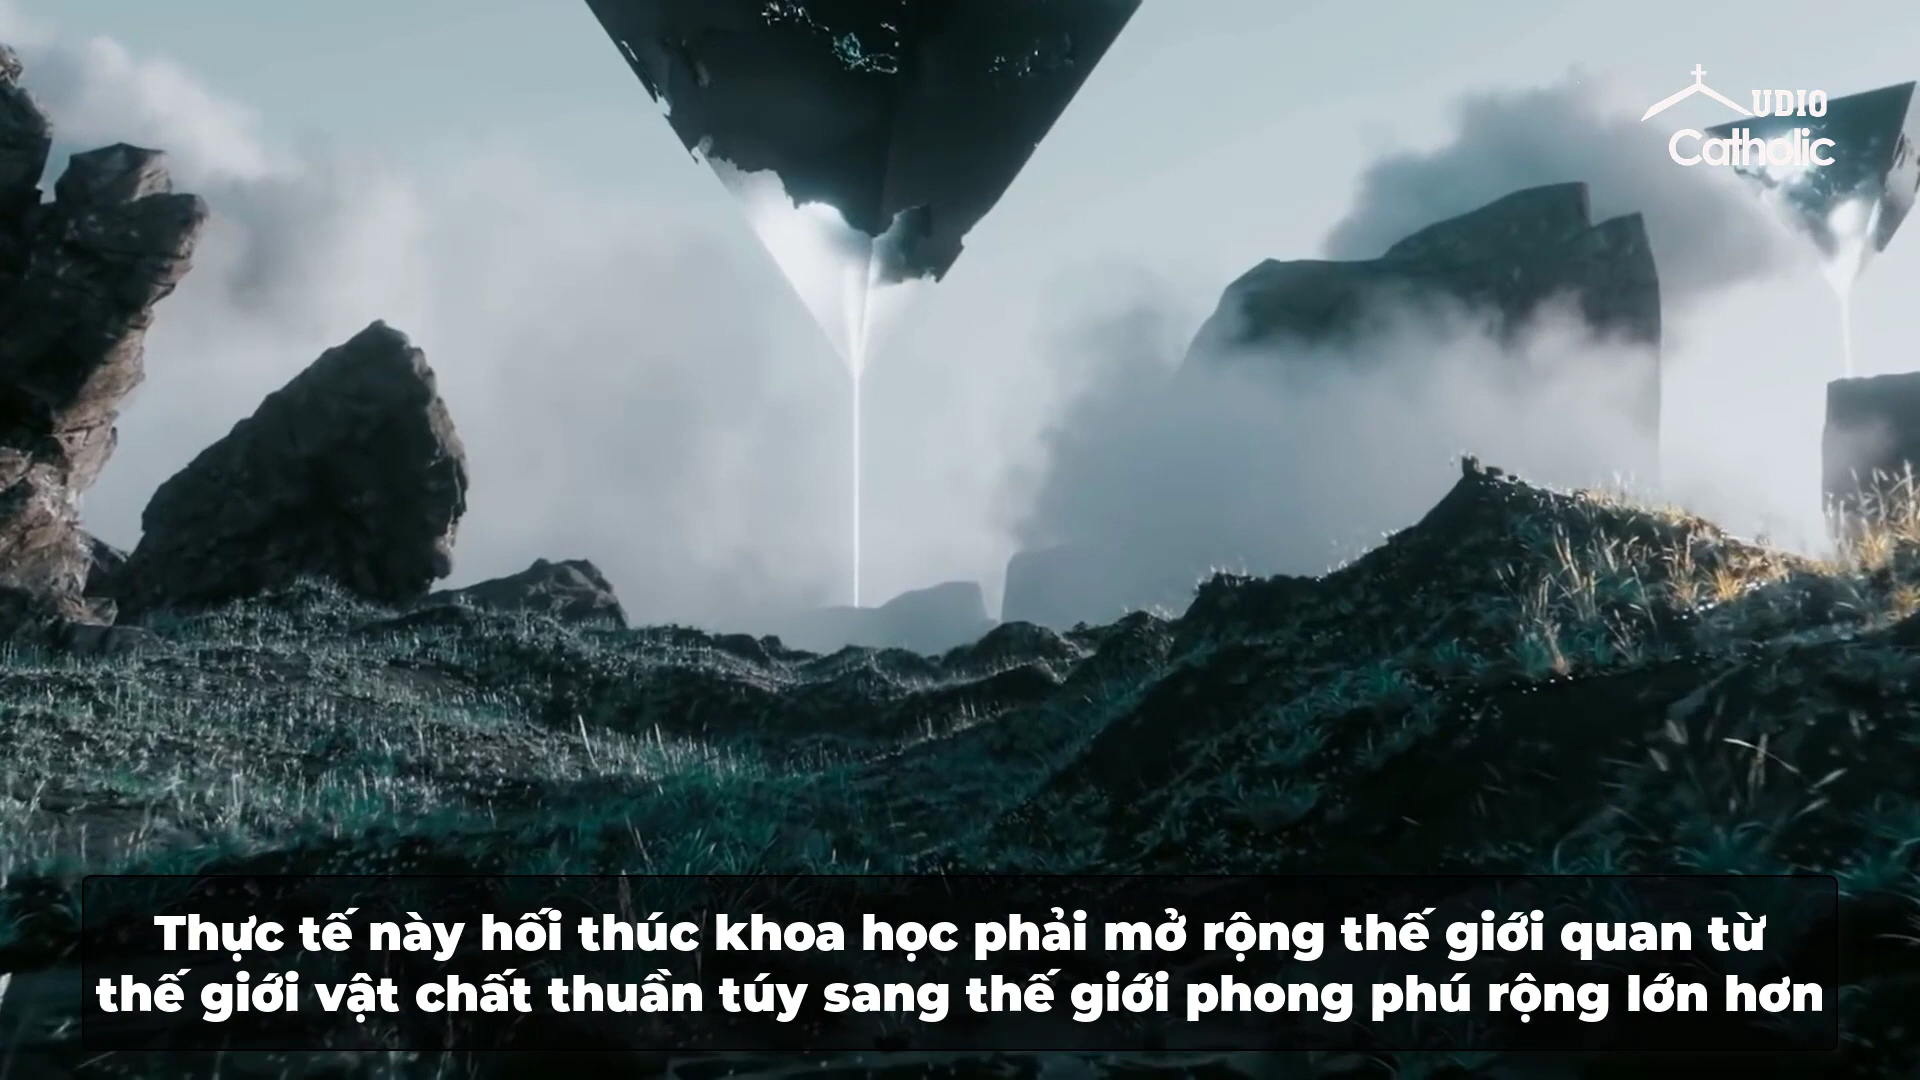 UDIO
Catholic
Thực tế này hối thúc khoa học phải mở rộng thế giới quan từ
thế giới vật chất thuần túy sang thế giới phong phú rộng lớn hơn